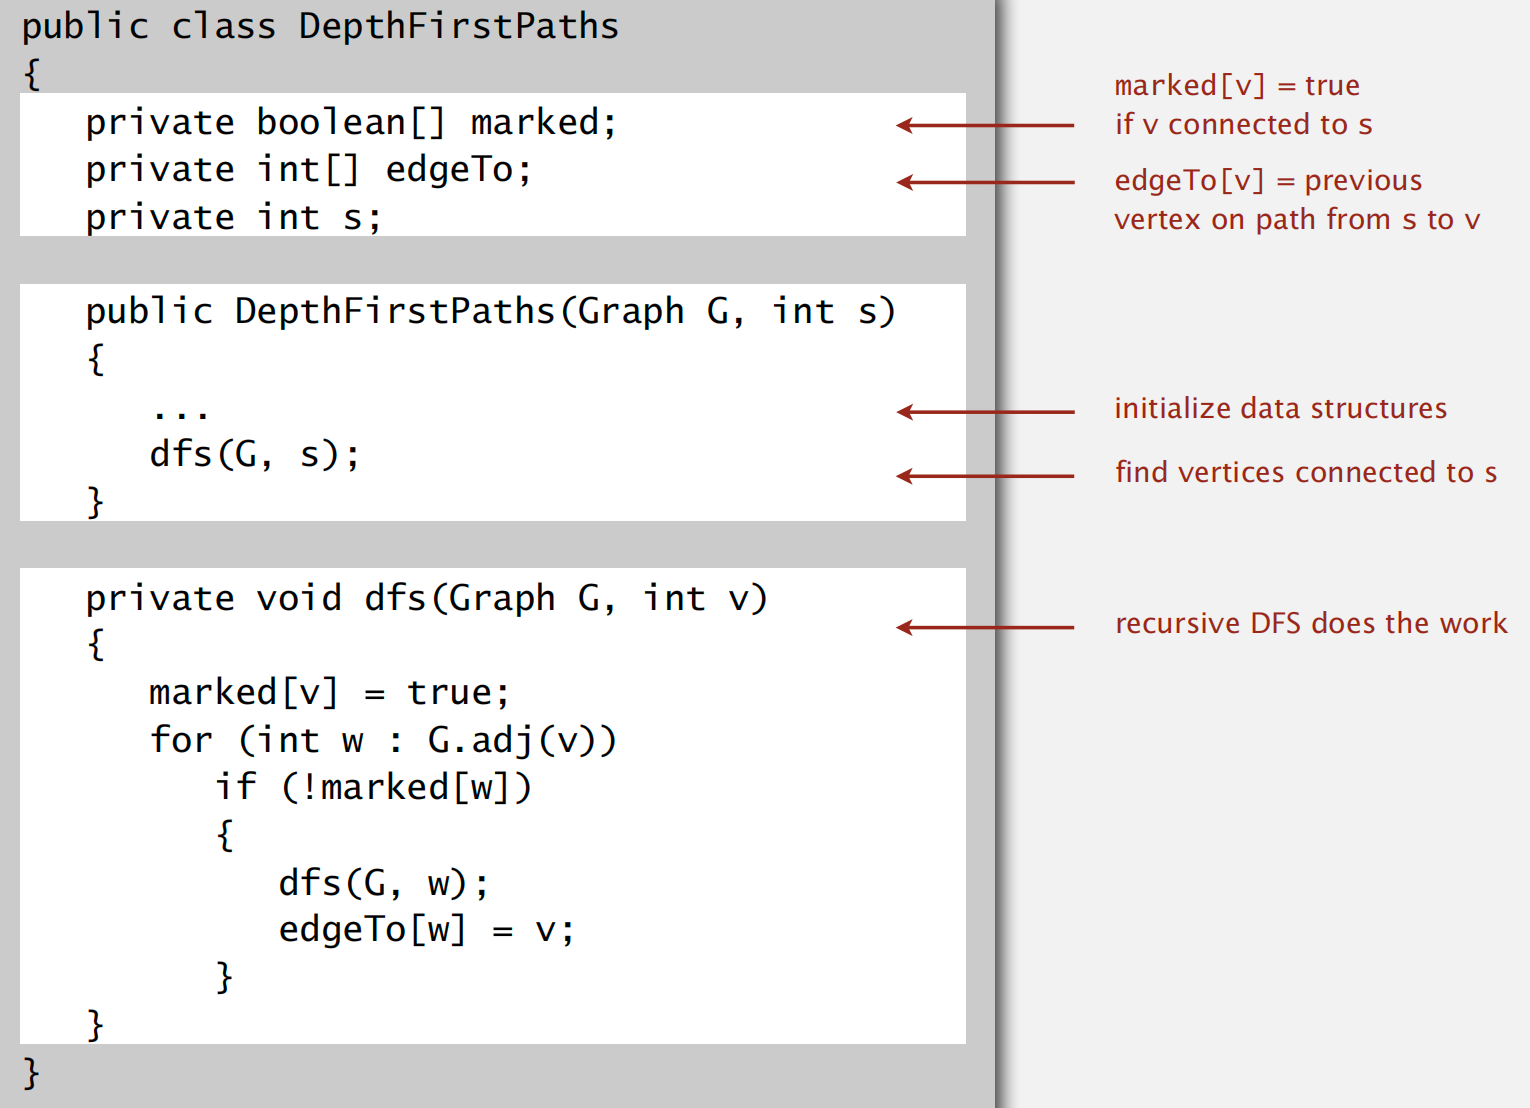 public class DepthFirstPaths
{
   private boolean[] marked;
   private int[] edgeTo;
   private int s;

   public DepthFirstPaths(Graph G, int s)
   {
      ...
      dfs(G, s);
   }

   private void dfs(Graph G, int v)
   {
      marked[v] = true;
      for (int w : G.adj(v))
         if (!marked[w])
         {
            dfs(G, w);
            edgeTo[w] = v;
         }
   }
}
marked[v] = true
if v connected to s
edgeTo[v] = previous
vertex on path from s to v
initialize data structures
find vertices connected to s
recursive DFS does the work